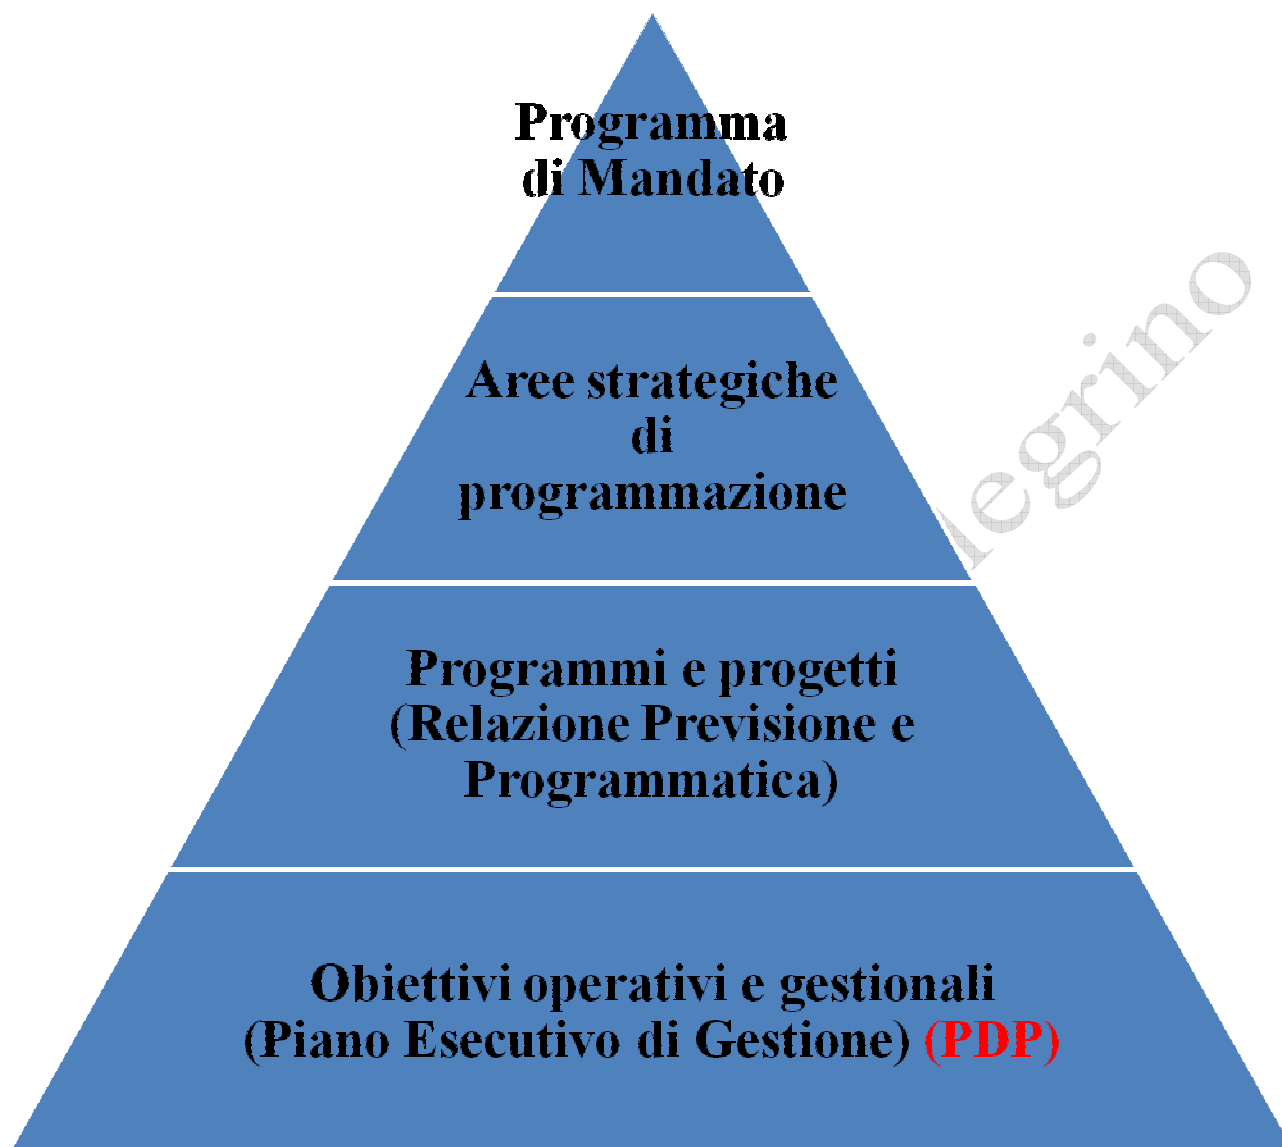 Programma
di Mandato
Aree strategiche
di
programmazione
Programmi e progetti
(Relazione Previsione e
Programmatica)
Obiettivi operativi e gestionali
(Piano Esecutivo di Gestione) (PDP)
legrino